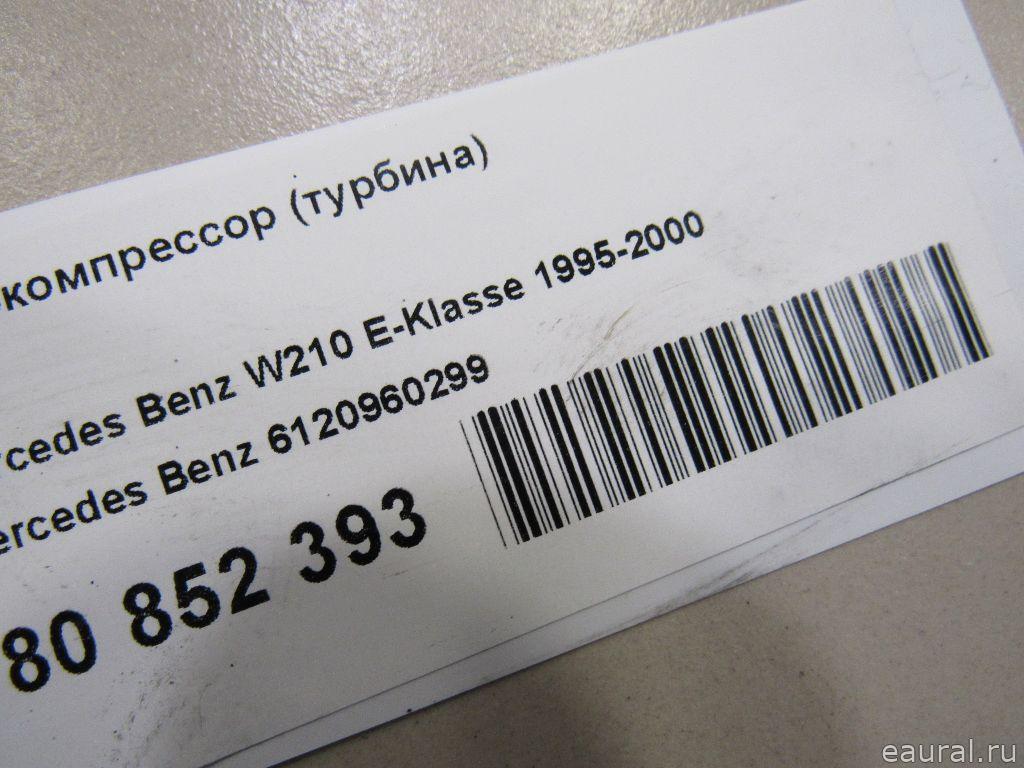 компрессор (турбина)
rcedes Benz W210 E-Klasse 1995-2000
ercedes Benz 6120960299
80 852 393
eaural.ru